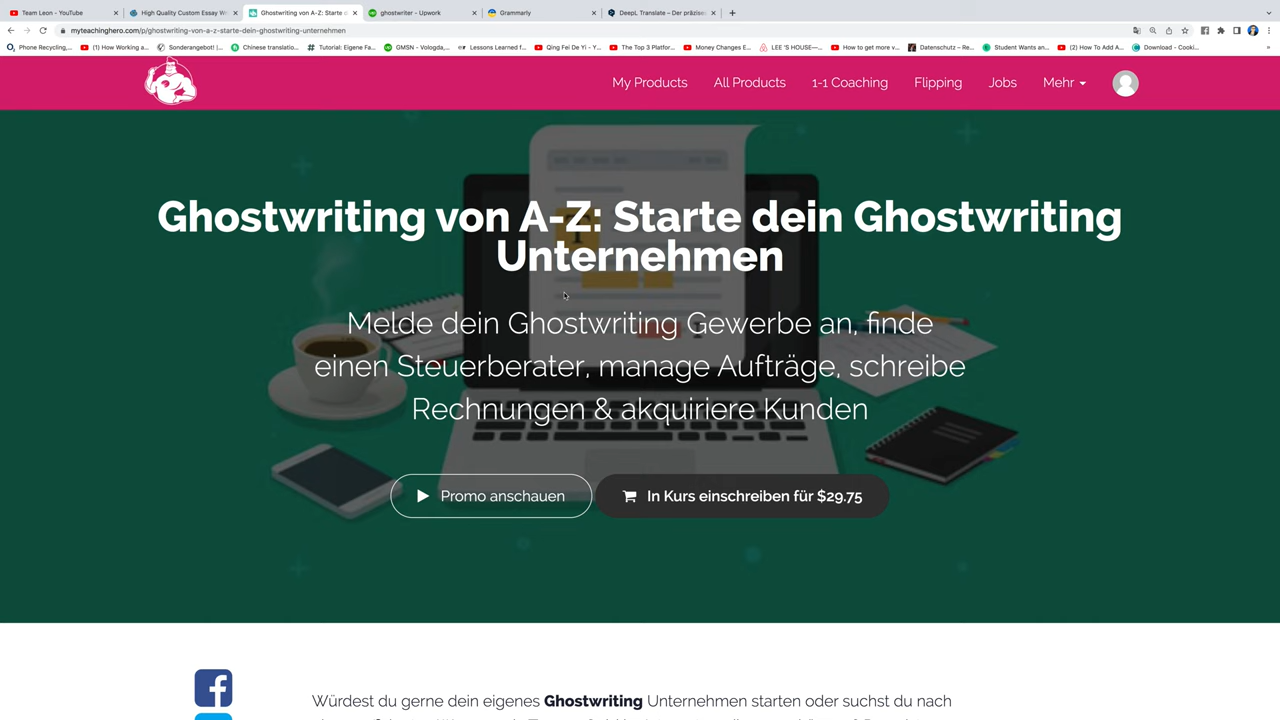 Team Leon - YouTube
High Quality Custom Essay Wr
Ghostwriting von A-Z: Starte d
ghostwriter - Upwork
Grammarly
DeepL Translate – Der präzises
myteachinghero.com/p/ghostwriting-von-a-z-starte-dein-ghostwriting-unternehmen
Phone Recycling,...
(1) How Working a...
Sonderangebot! |...
Chinese translatio...
Tutorial: Eigene Fa...
GMSN - Vologda,...
Lessons Learned f...
Qing Fei De Yi - Y...
The Top 3 Platfor...
Money Changes E...
LEE 'S HOUSE—...
How to get more v...
Datenschutz – Re...
Student Wants an...
(2) How To Add A...
Download - Cooki...
My Products
All Products
1-1 Coaching
Flipping
Jobs
Mehr
Ghostwriting von A-Z: Starte dein Ghostwriting
Unternehmen
Melde dein Ghostwriting Gewerbe an, finde
einen Steuerberater, manage Aufträge, schreibe
Rechnungen & akquiriere Kunden
Promo anschauen
In Kurs einschreiben für $29.75
Würdest du gerne dein eigenes Ghostwriting Unternehmen starten oder suchst du nach